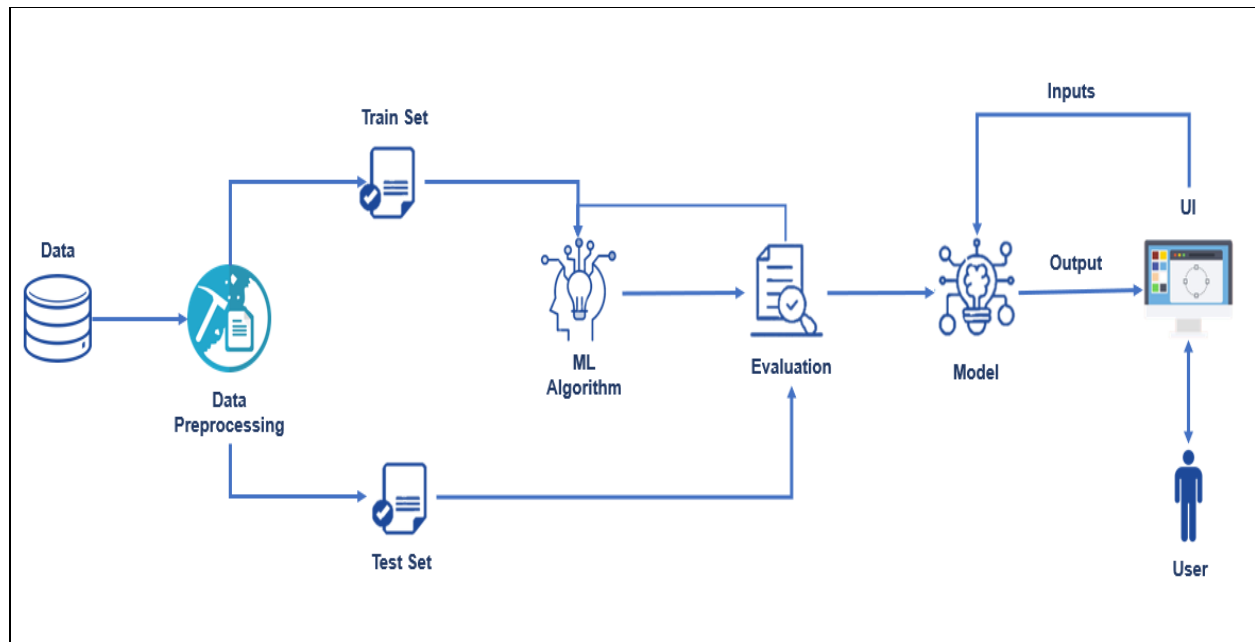 Train Set
Inputs
UI
Data
Output
ML
Algorithm
Evaluation
Model
Data
Preprocessing
Test Set
User